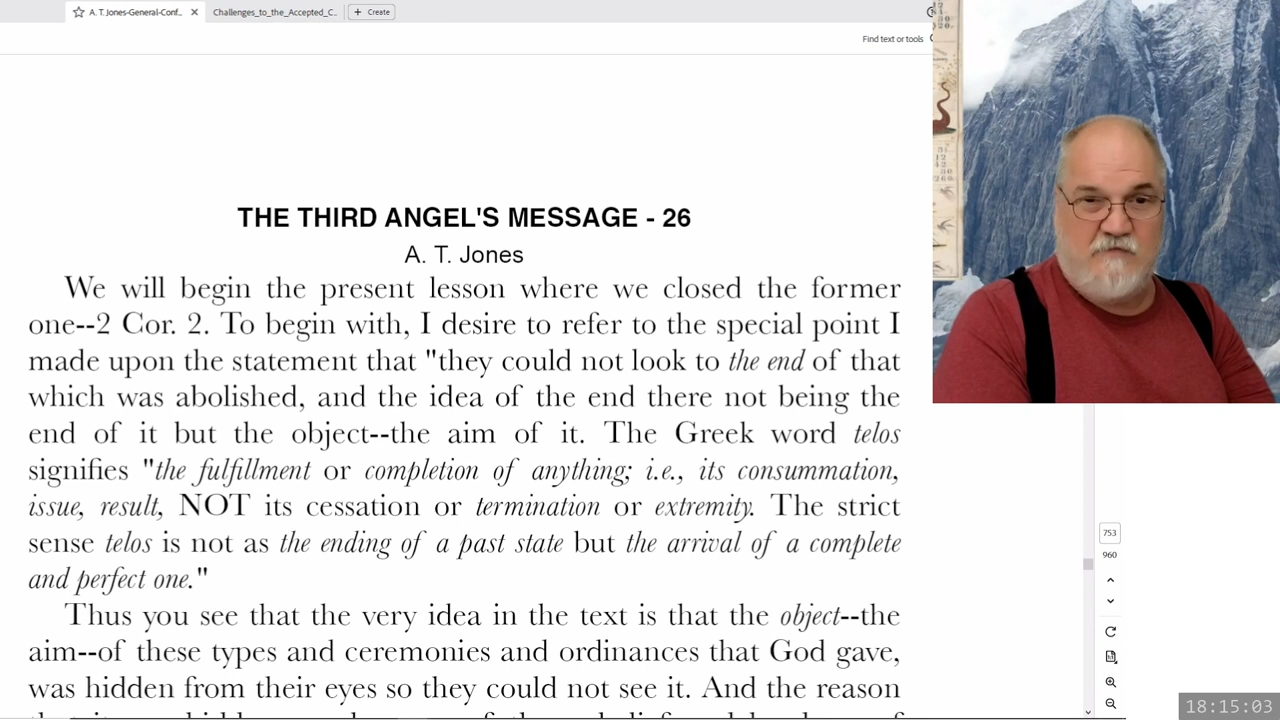 A. T. Jones-General-Conf...
Challenges_to_the_Accepted_C...
+ Create
Find text or tools
THE THIRD ANGEL'S MESSAGE - 26
A. T. Jones
We will begin the present lesson where we closed the former
one--2 Cor. 2. To begin with, I desire to refer to the special point I
made upon the statement that "they could not look to the end of that
which was abolished, and the idea of the end there not being the
end of it but the object--the aim of it. The Greek word telos
signifies "the fulfillment or completion of anything; i.e., its consummation,
issue, result, NOT its cessation or termination or extremity. The strict
sense telos is not as the ending of a past state but the arrival of a complete
and perfect one."
Thus you see that the very idea in the text is that the object--the
aim--of these types and ceremonies and ordinances that God gave,
was hidden from their eyes so they could not see it. And the reason
753
960
18:15:03